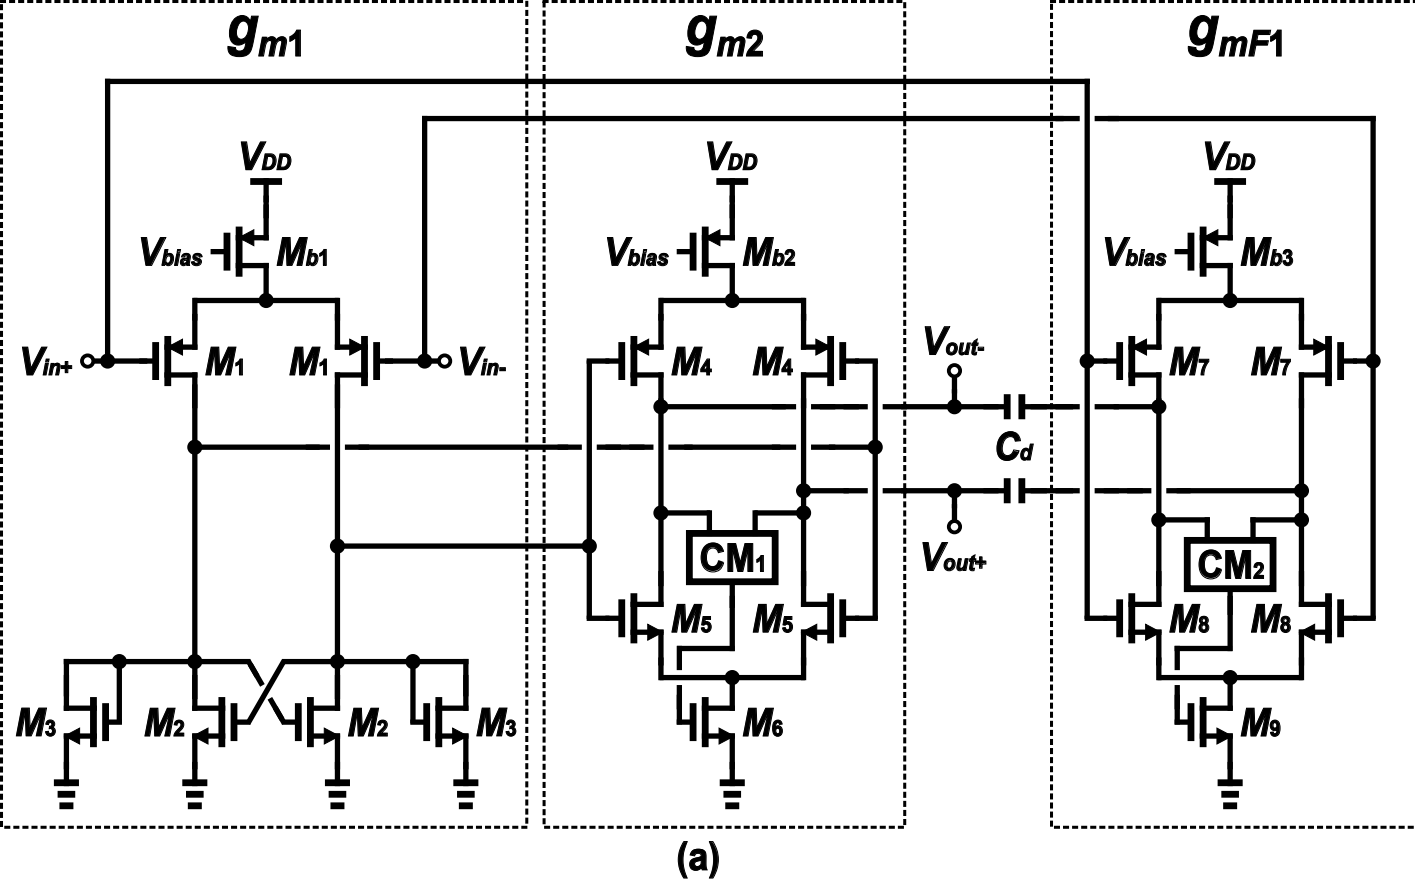 gm1 gm2 gmF1
VDD VDD VDD
Vbias Mb1 Vbias Mb2 Vbias Mb3
Vout-
Vin+ M1 M1 Vin- M4 M4 M7 M7
Cd
CM1 Vout+ CM2
M5 M5 M8 M8
M3 M2 M2 M3 M6 M9
(a)